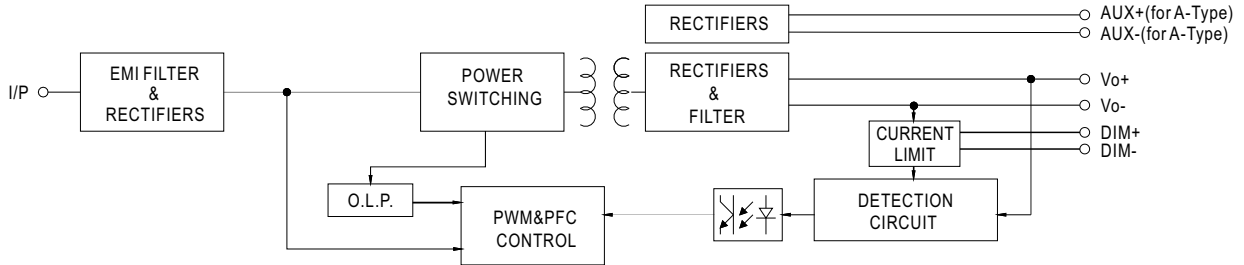 RECTIFIERS
AUX+(for A-Type)
AUX-(for A-Type)
I/P
EMI FILTER
&
RECTIFIERS
POWER
SWITCHING
RECTIFIERS
&
FILTER
Vo+
Vo-
CURRENT
LIMIT
DIM+
DIM-
O.L.P.
PWM&PFC
CONTROL
DETECTION
CIRCUIT